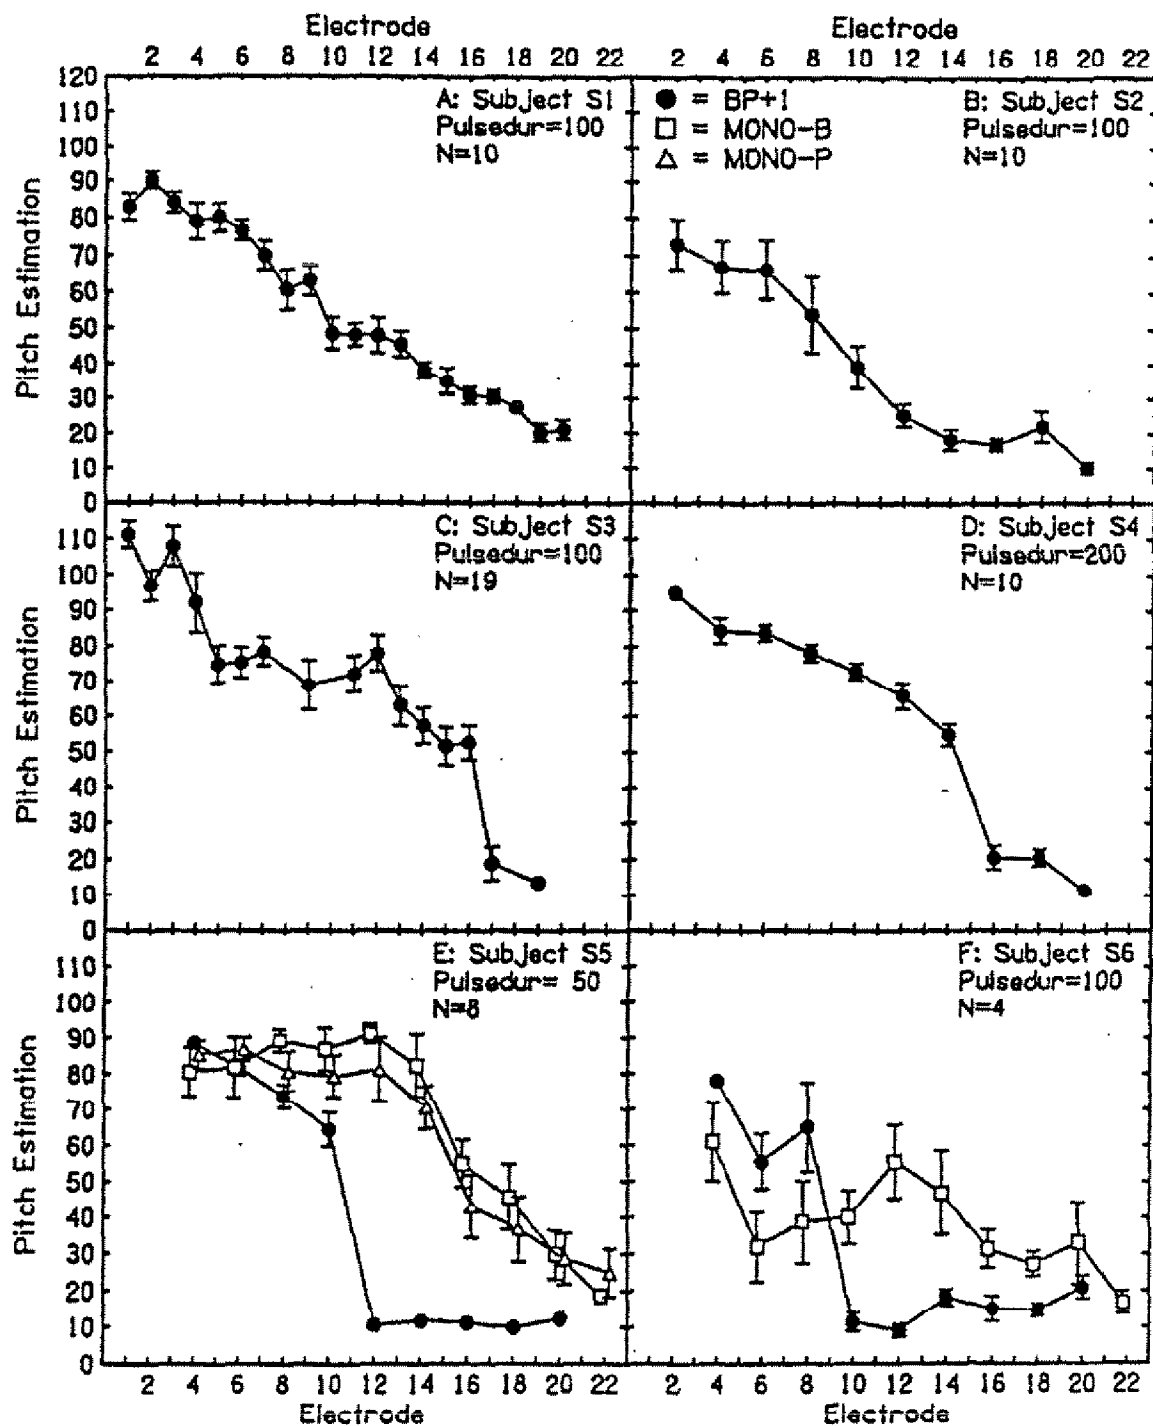 Electrode Electrode
2 4 6 8 10 12 14 16 18 20 2 4 6 8 10 12 14 16 18 20 22
120
110
100
90
80
70
60
50
40
30
20
10
0
Pitch Estimation
A: Subject S1
Pulsedur=100
N=10
● = BP+1
□ = MONO-B
△ = MONO-P
B: Subject S2
Pulsedur=100
N=10
110
100
90
80
70
60
50
40
30
20
10
0
Pitch Estimation
C: Subject S3
Pulsedur=100
N=19
D: Subject S4
Pulsedur=200
N=10
110
100
90
80
70
60
50
40
30
20
10
0
Pitch Estimation
E: Subject S5
Pulsedur= 50
N=8
F: Subject S6
Pulsedur=100
N=4
2 4 6 8 10 12 14 16 18 20 22 2 4 6 8 10 12 14 16 18 20 22
Electrode Electrode